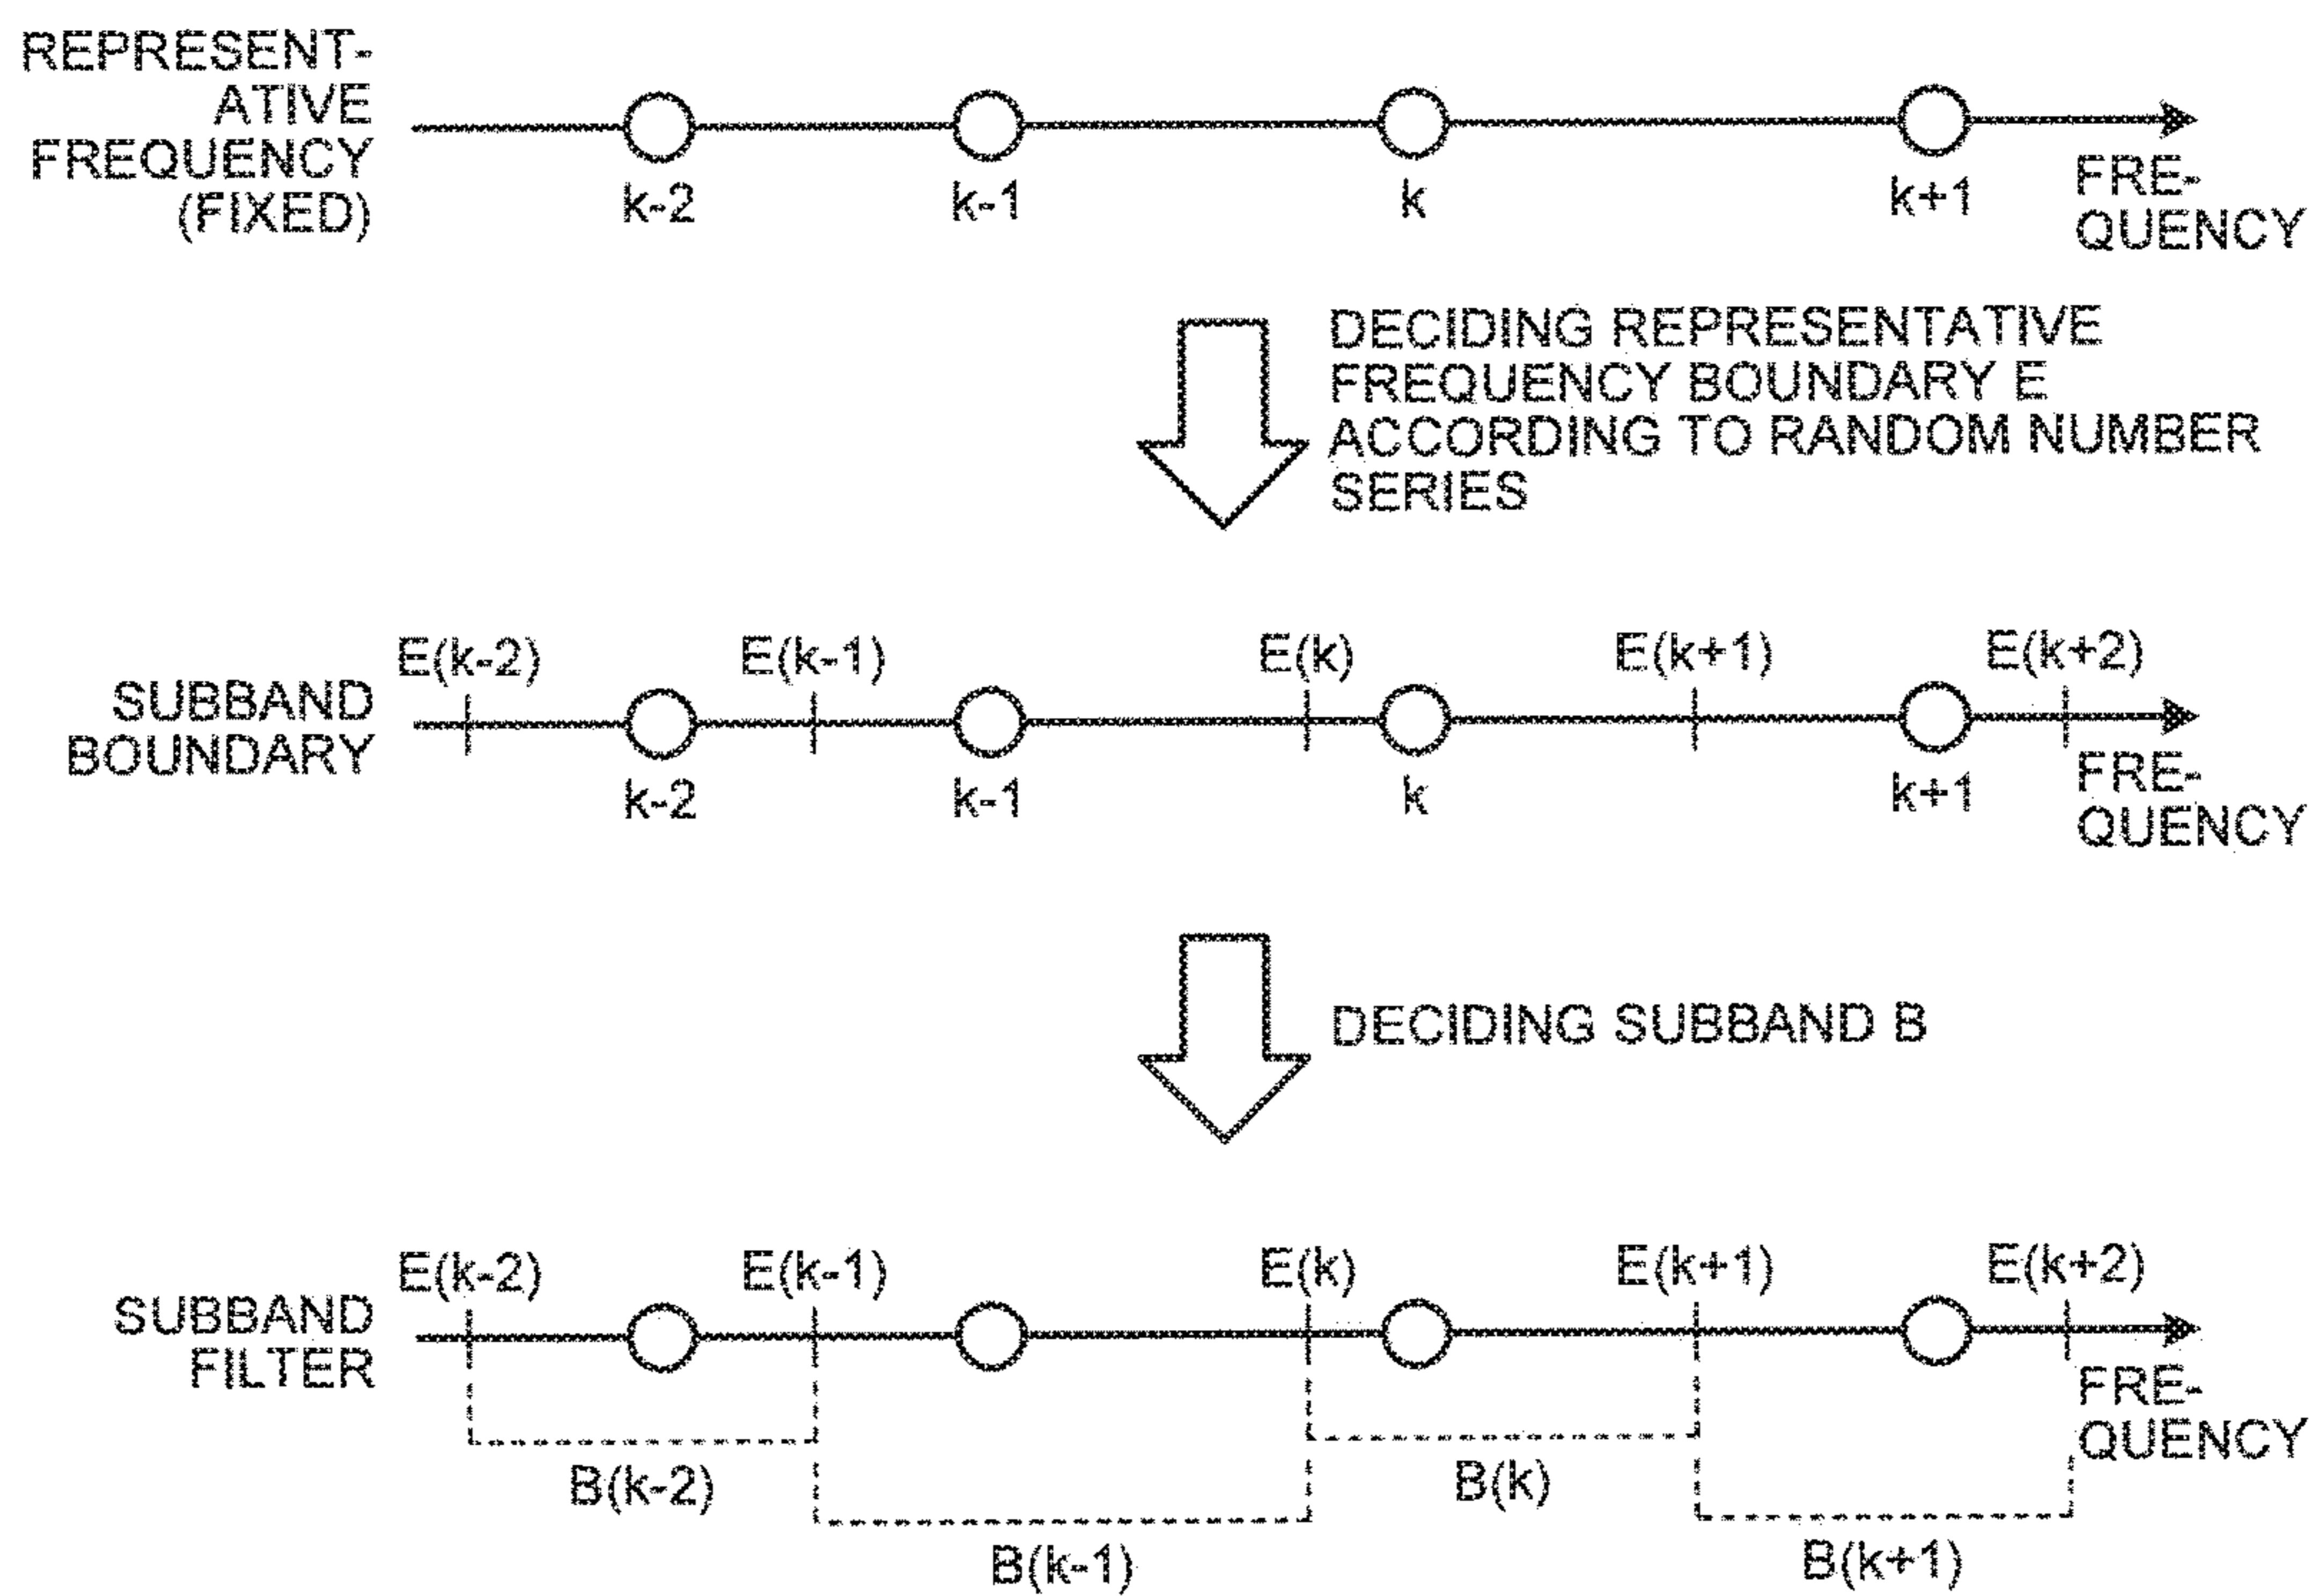 REPRESENT-
ATIVE
FREQUENCY
(FIXED)
k-2
k-1
k
k+1
FRE-
QUENCY
DECIDING REPRESENTATIVE
FREQUENCY BOUNDARY E
ACCORDING TO RANDOM NUMBER
SERIES
SUBBAND
BOUNDARY
E(k-2)
E(k-1)
E(k)
E(k+1)
E(k+2)
k-2
k-1
k
k+1
FRE-
QUENCY
DECIDING SUBBAND B
SUBBAND
FILTER
E(k-2)
E(k-1)
E(k)
E(k+1)
E(k+2)
FRE-
QUENCY
B(k-2)
B(k-1)
B(k)
B(k+1)